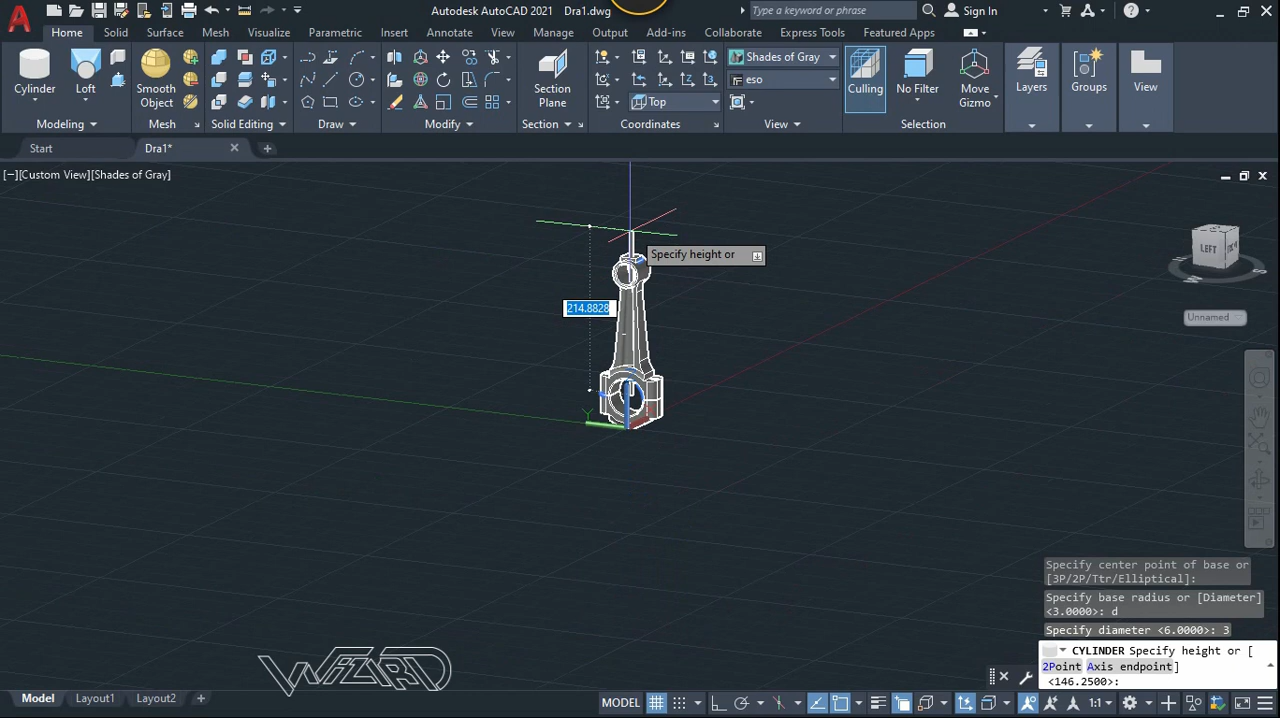 Autodesk AutoCAD 2021 Dra1.dwg
Type a keyword or phrase
Sign In
Home Solid Surface Mesh Visualize Parametric Insert Annotate View Manage Output Add-ins Collaborate Express Tools Featured Apps
Cylinder
Loft
Smooth
Object
Section
Plane
Top
Shades of Gray
eso
Culling
No Filter
Move
Gizmo
Layers
Groups
View
Modeling
Mesh
Solid Editing
Draw
Modify
Section
Coordinates
View
Selection
Start
Dra1*
[−][Custom View][Shades of Gray]
Specify height or
214.8828
Y
LEFT
W
Unnamed
Specify center point of base or
[3P/2P/Ttr/Elliptical]:
Specify base radius or [Diameter]
<3.0000>: d
Specify diameter <6.0000>: 3
CYLINDER Specify height or [
2Point Axis endpoint]
<146.2500>:
WIZARD
Model Layout1 Layout2 +
MODEL
1:1